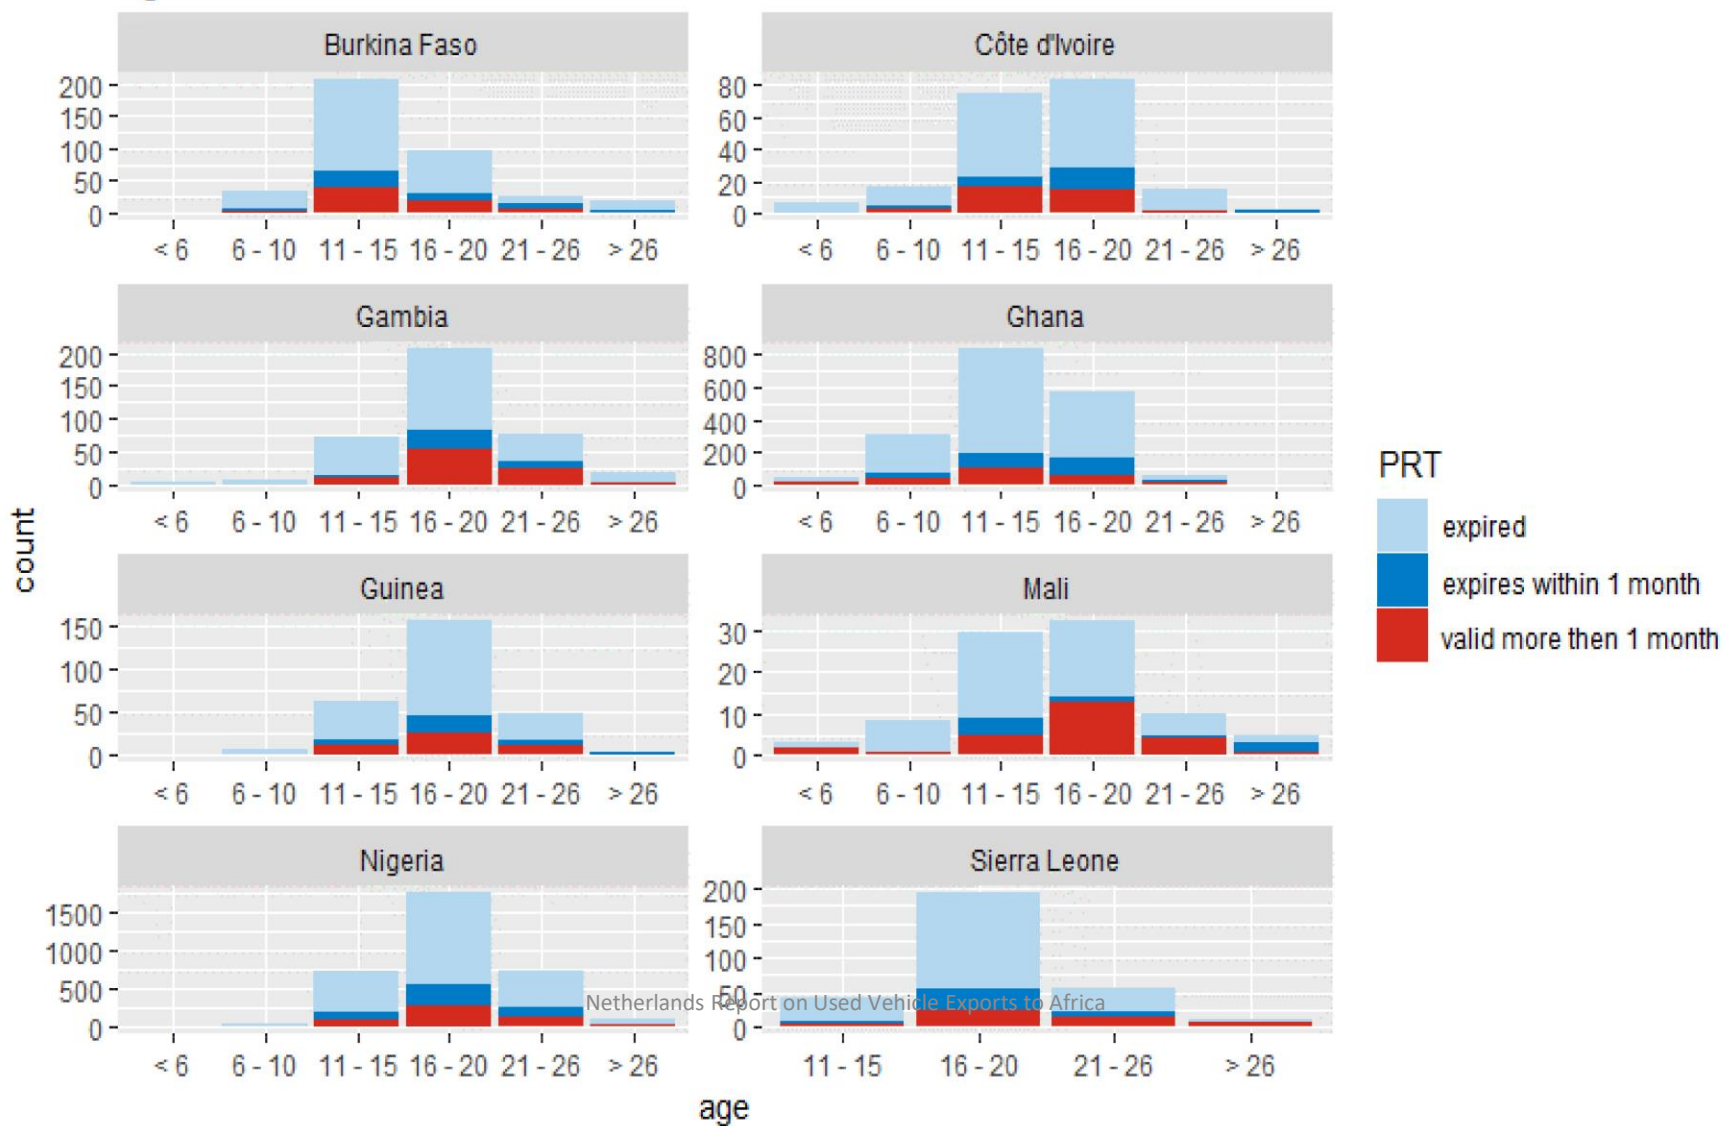 Burkina Faso
Côte d'Ivoire
200
150
100
50
0
80
60
40
20
0
< 6 6 - 10 11 - 15 16 - 20 21 - 26 > 26
< 6 6 - 10 11 - 15 16 - 20 21 - 26 > 26
Gambia
Ghana
200
150
100
50
0
800
600
400
200
0
< 6 6 - 10 11 - 15 16 - 20 21 - 26 > 26
< 6 6 - 10 11 - 15 16 - 20 21 - 26 > 26
count
Guinea
Mali
150
100
50
0
30
20
10
0
< 6 6 - 10 11 - 15 16 - 20 21 - 26 > 26
< 6 6 - 10 11 - 15 16 - 20 21 - 26 > 26
Nigeria
Sierra Leone
1500
1000
500
0
200
150
100
50
0
Netherlands Report on Used Vehicle Exports to Africa
< 6 6 - 10 11 - 15 16 - 20 21 - 26 > 26
11 - 15 16 - 20 21 - 26 > 26
age
PRT
expired
expires within 1 month
valid more then 1 month